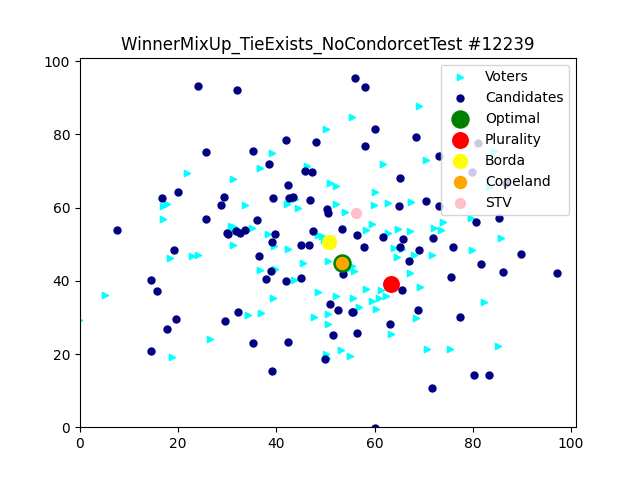 WinnerMixUp_TieExists_NoCondorcetTest #12239
Voters
Candidates
Optimal
Plurality
Borda
Copeland
STV
100
80
60
40
20
0
0 20 40 60 80 100